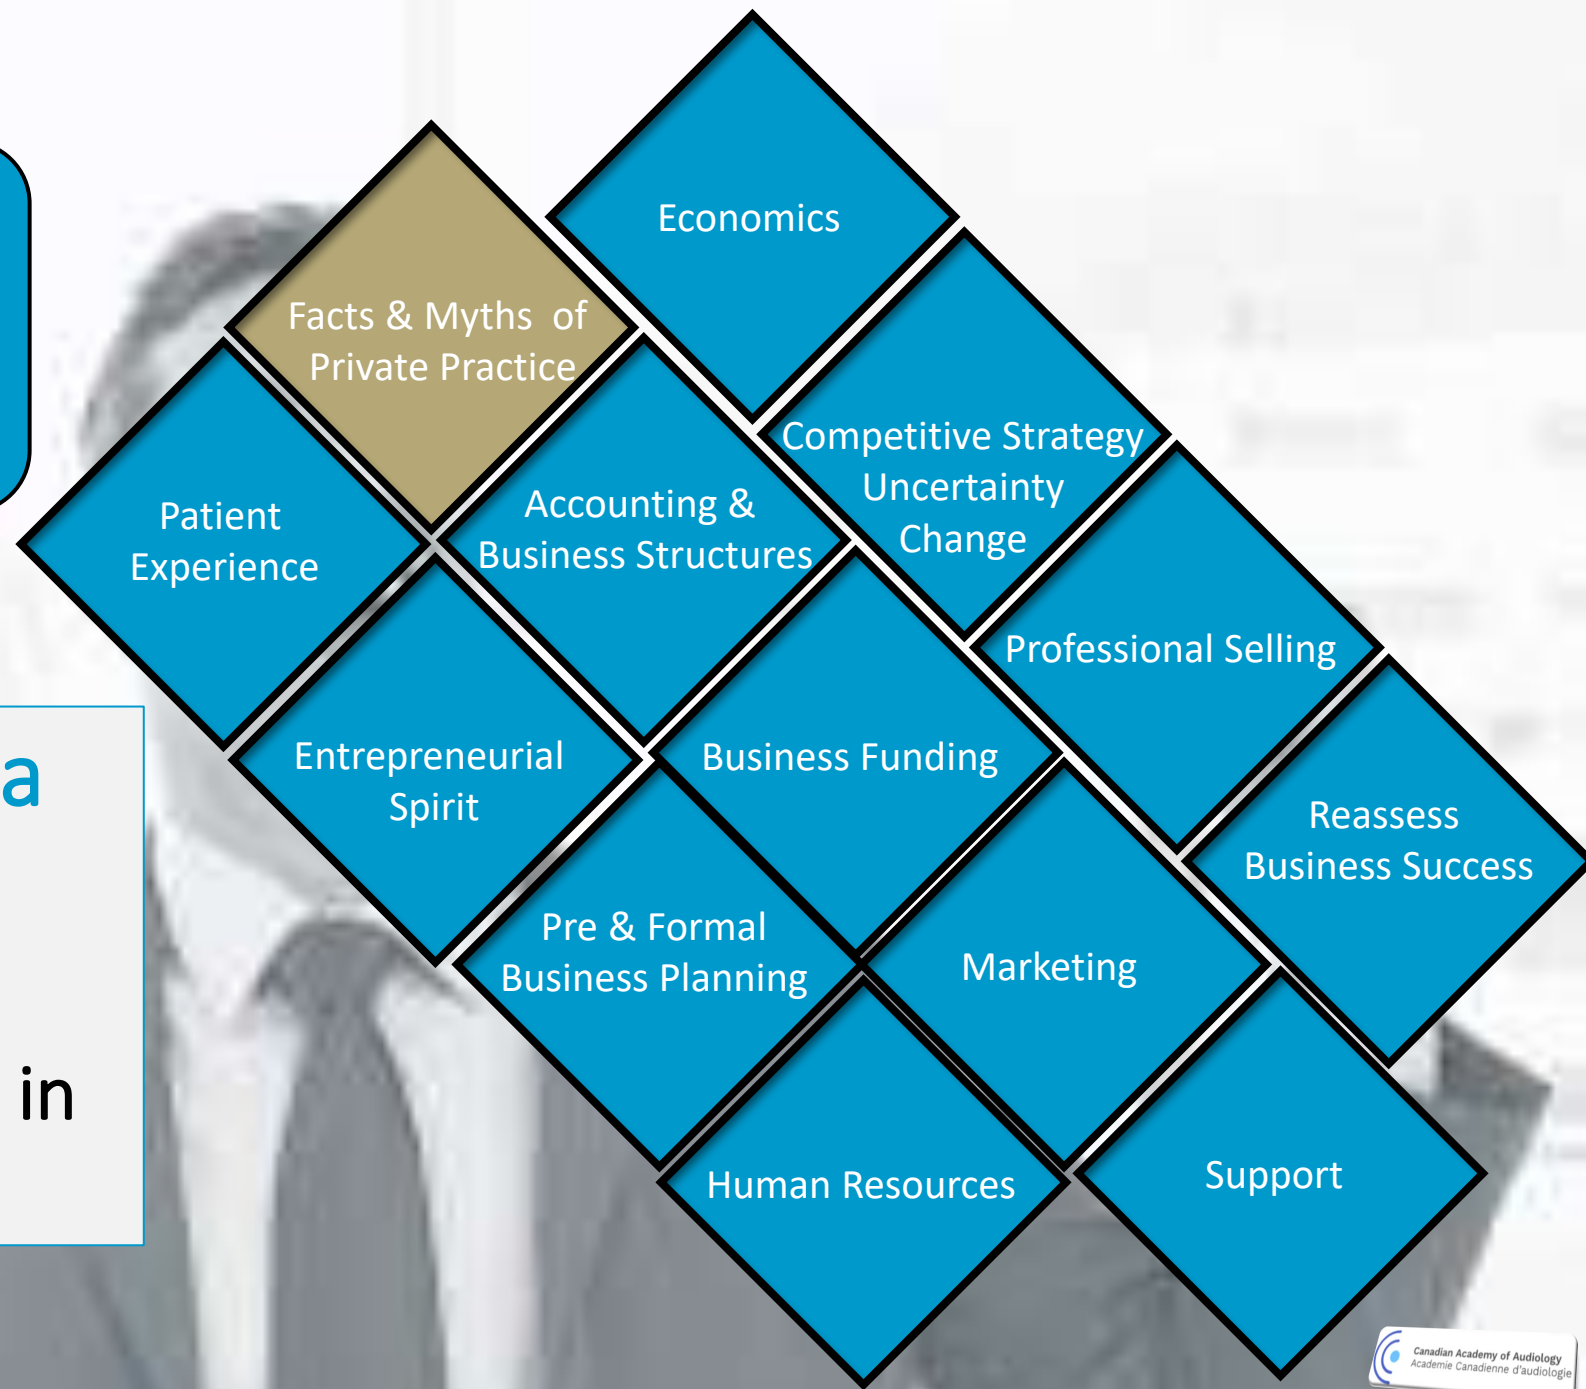 Economics
Facts & Myths of
Private Practice
Competitive Strategy
Uncertainty
Change
Accounting &
Business Structures
Patient
Experience
Professional Selling
Business Funding
Entrepreneurial
Spirit
a
Reassess
Business Success
Pre & Formal
Business Planning
Marketing
in
Human Resources
Support
Canadian Academy of Audiology
Academie Canadienne d'audiologie